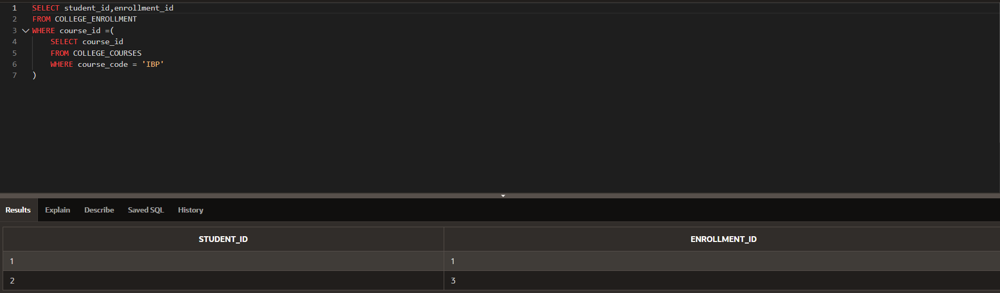 1 SELECT student_id,enrollment_id
2 FROM COLLEGE_ENROLLMENT
3 WHERE course_id =(
4 SELECT course_id
5 FROM COLLEGE_COURSES
6 WHERE course_code = 'IBP'
7 )
Results Explain Describe Saved SQL History
STUDENT_ID ENROLLMENT_ID
1 1
2 3